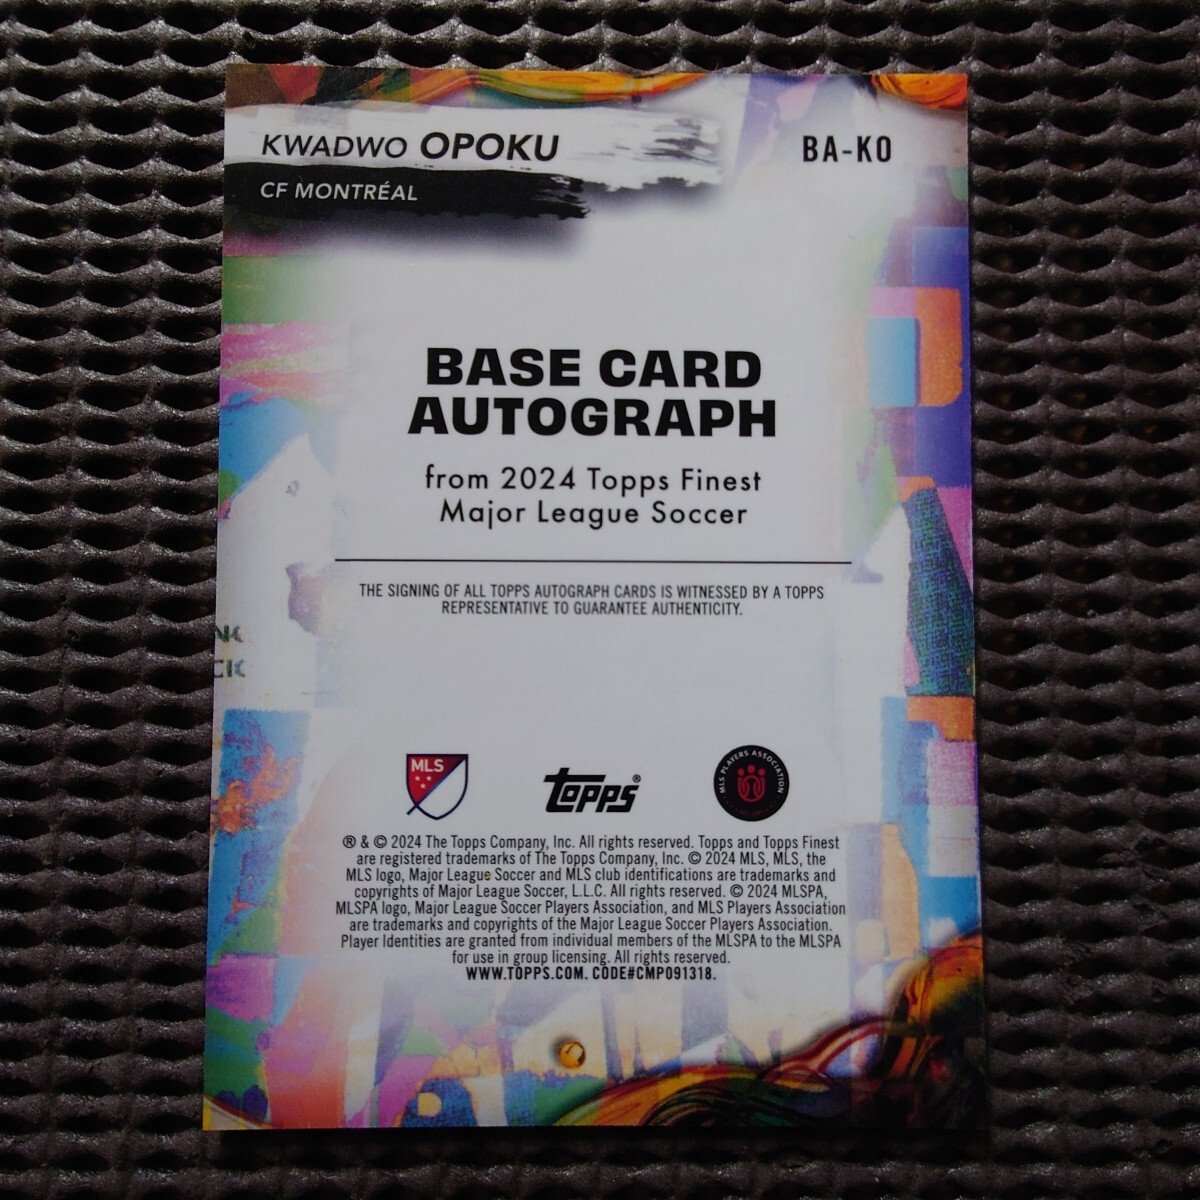 KWADWO OPOKU
BA-KO
CF MONTRÉAL
BASE CARD
AUTOGRAPH
from 2024 Topps Finest
Major League Soccer
THE SIGNING OF ALL TOPPS AUTOGRAPH CARDS IS WITNESSED BY A TOPPS
REPRESENTATIVE TO GUARANTEE AUTHENTICITY.
MLS
Topps®
MLS PLAYERS ASSOCIATION
® & © 2024 The Topps Company, Inc. All rights reserved. Topps and Topps Finest
are registered trademarks of The Topps Company, Inc. © 2024 MLS, MLS, the
MLS logo, Major League Soccer and MLS club identifications are trademarks and
copyrights of Major League Soccer, L.L.C. All rights reserved. © 2024 MLSPA,
MLSPA logo, Major League Soccer Players Association, and MLS Players Association
are trademarks and copyrights of the Major League Soccer Players Association.
Player Identities are granted from individual members of the MLSPA to the MLSPA
for use in group licensing. All rights reserved.
WWW.TOPPS.COM. CODE#CMP091318.